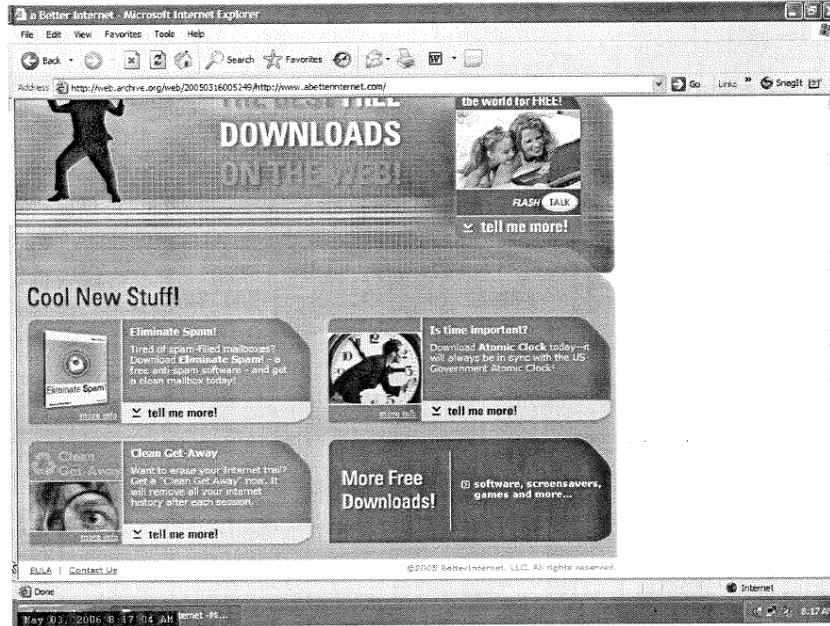 a Better Internet - Microsoft Internet Explorer
File Edit View Favorites Tools Help
Back Search Favorites
Address http://web.archive.org/web/20050316005249/http://www.abetterinternet.com/ Go Links » SnagIt
THE BEST FREE
DOWNLOADS
ON THE WEB!
the world for FREE!
FLASH TALK
tell me more!
Cool New Stuff!
Eliminate Spam!
Tired of spam-filled mailboxes?
Download Eliminate Spam! - a
free anti-spam software - and get
a clean mailbox today!
Eliminate Spam!
more info
tell me more!
Is time important?
Download Atomic Clock today—it
will always be in sync with the US
Government Atomic Clock!
tell me more!
Clean
Get-Away
Clean Get-Away
Want to erase your Internet trail?
Get a "Clean Get Away" now. It
will remove all your internet
history after each session.
more info
tell me more!
More Free
Downloads!
software, screensavers,
games and more...
EULA | Contact Us
©2005 BetterInternet, LLC. All rights reserved.
Done
Internet
May 03, 2006 8:17:04 AM
ternet -M...
8:17 AM